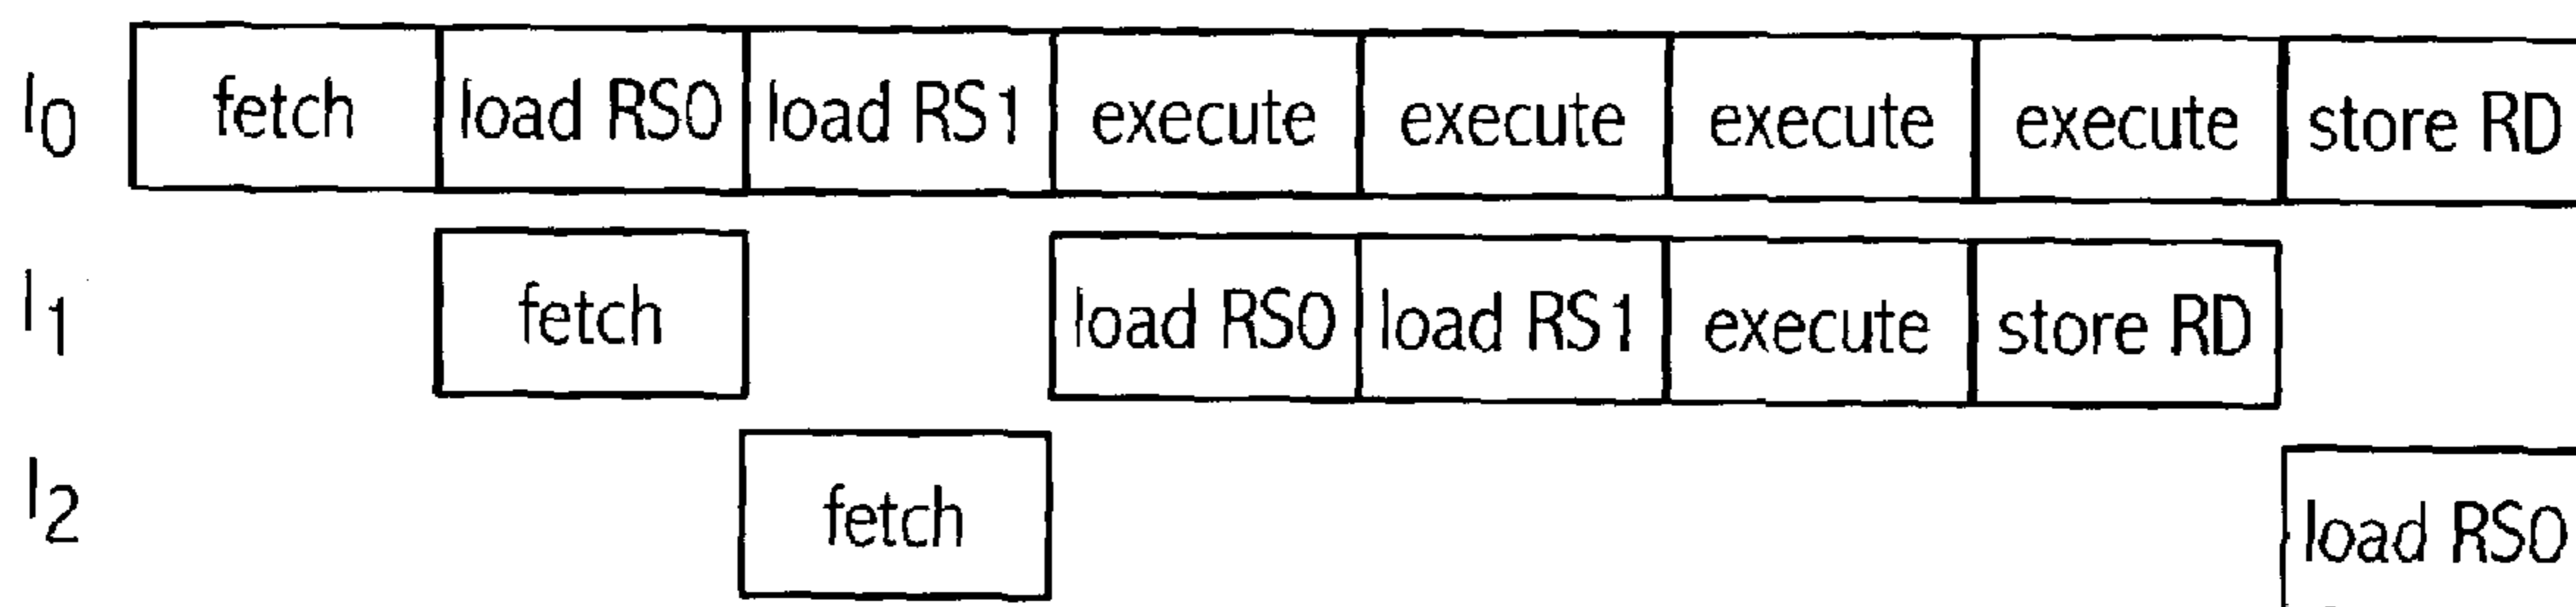 I0 fetch load RS0 load RS1 execute execute execute execute store RD
I1 fetch load RS0 load RS1 execute store RD
I2 fetch load RS0